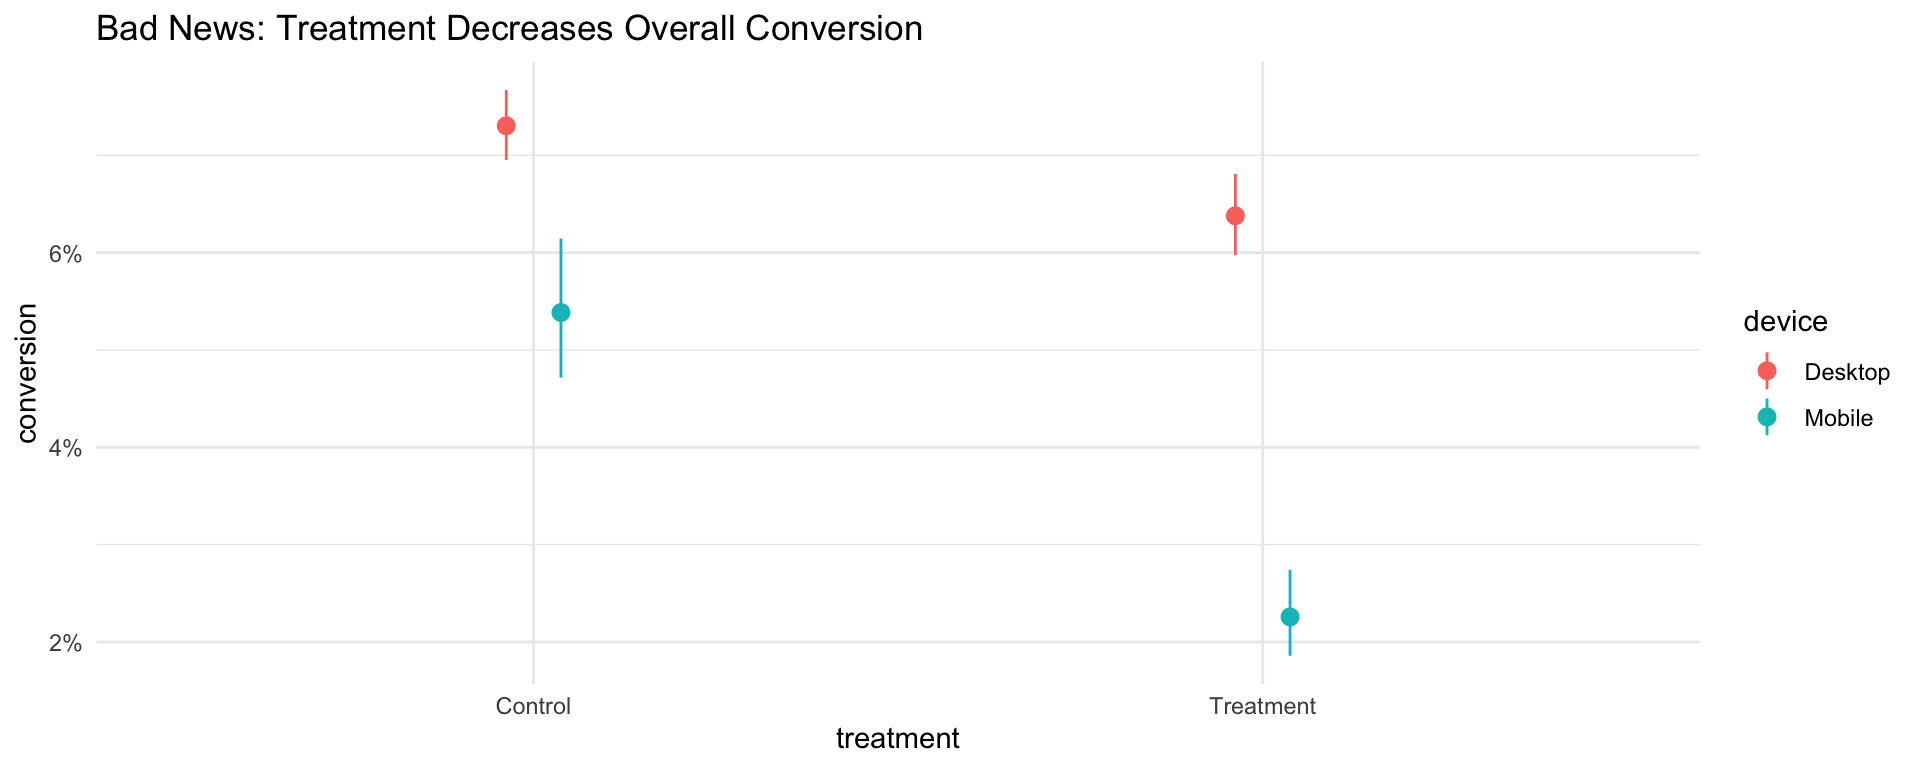 Bad News: Treatment Decreases Overall Conversion
conversion
6%
4%
2%
Control
Treatment
treatment
device
Desktop
Mobile